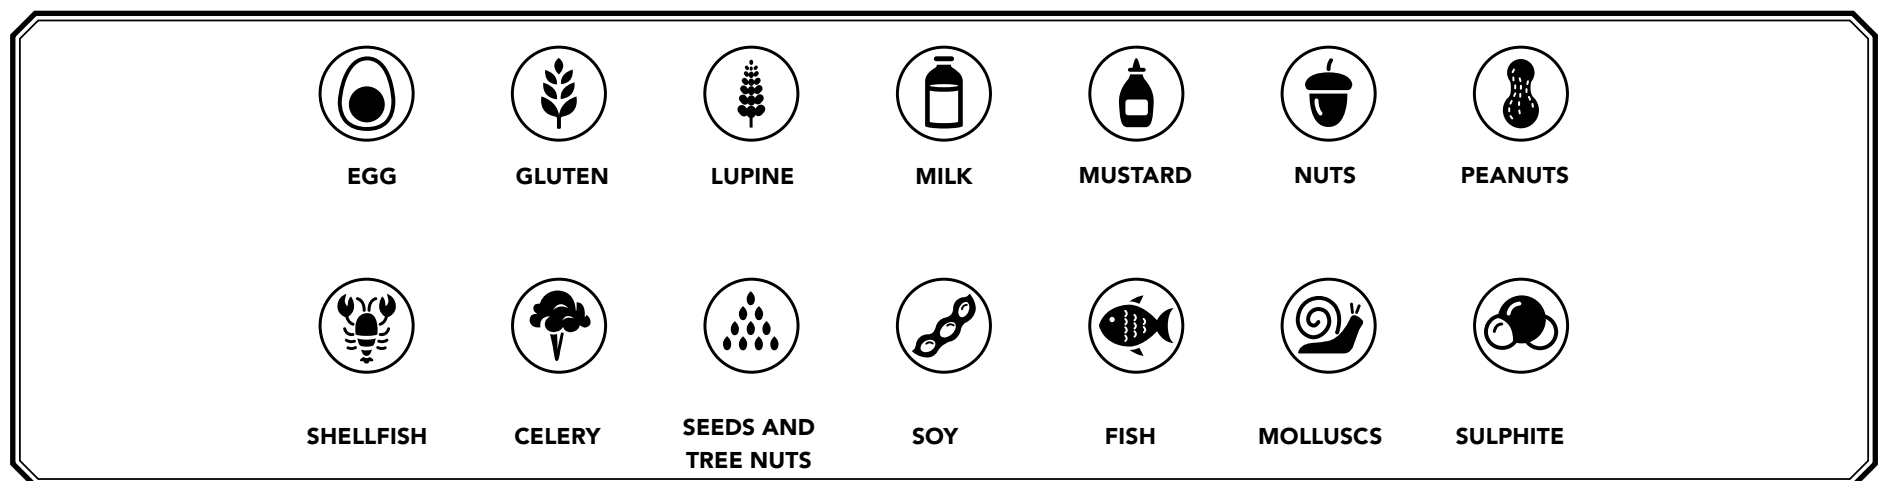 EGG
GLUTEN
LUPINE
MILK
MUSTARD
NUTS
PEANUTS
SHELLFISH
CELERY
SEEDS AND
TREE NUTS
SOY
FISH
MOLLUSCS
SULPHITE